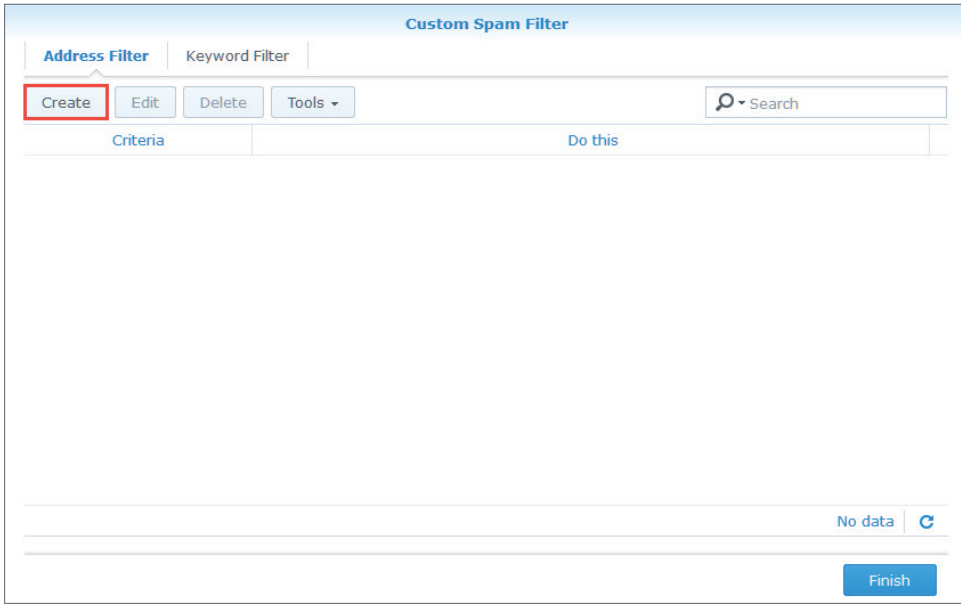 Custom Spam Filter
Address Filter Keyword Filter
Create Edit Delete Tools Search
Criteria Do this
No data
Finish